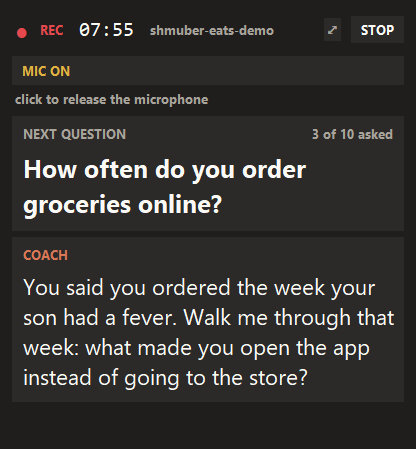 REC 07:55 shmuber-eats-demo ⤢ STOP
MIC ON
click to release the microphone
NEXT QUESTION 3 of 10 asked
How often do you order
groceries online?
COACH
You said you ordered the week your
son had a fever. Walk me through that
week: what made you open the app
instead of going to the store?